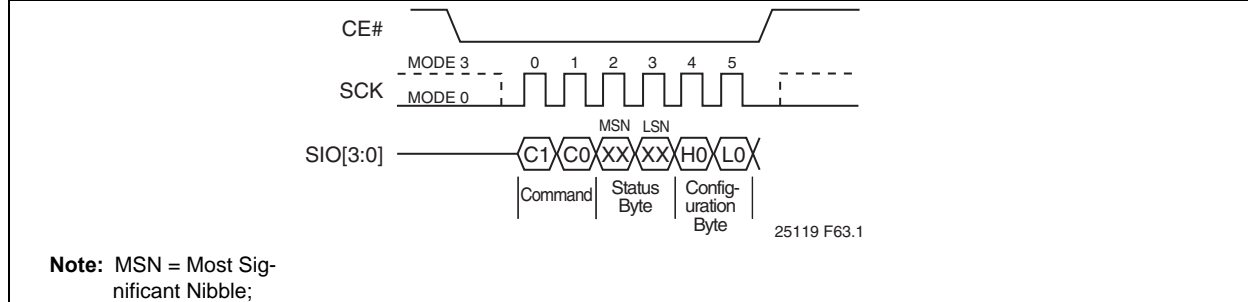 CE#
MODE 3 0 1 2 3 4 5
SCK
MODE 0
MSN LSN
SIO[3:0] C1 C0 XX XX H0 L0
Command Status Byte Config-uration Byte
25119 F63.1
Note: MSN = Most Sig-
nificant Nibble;